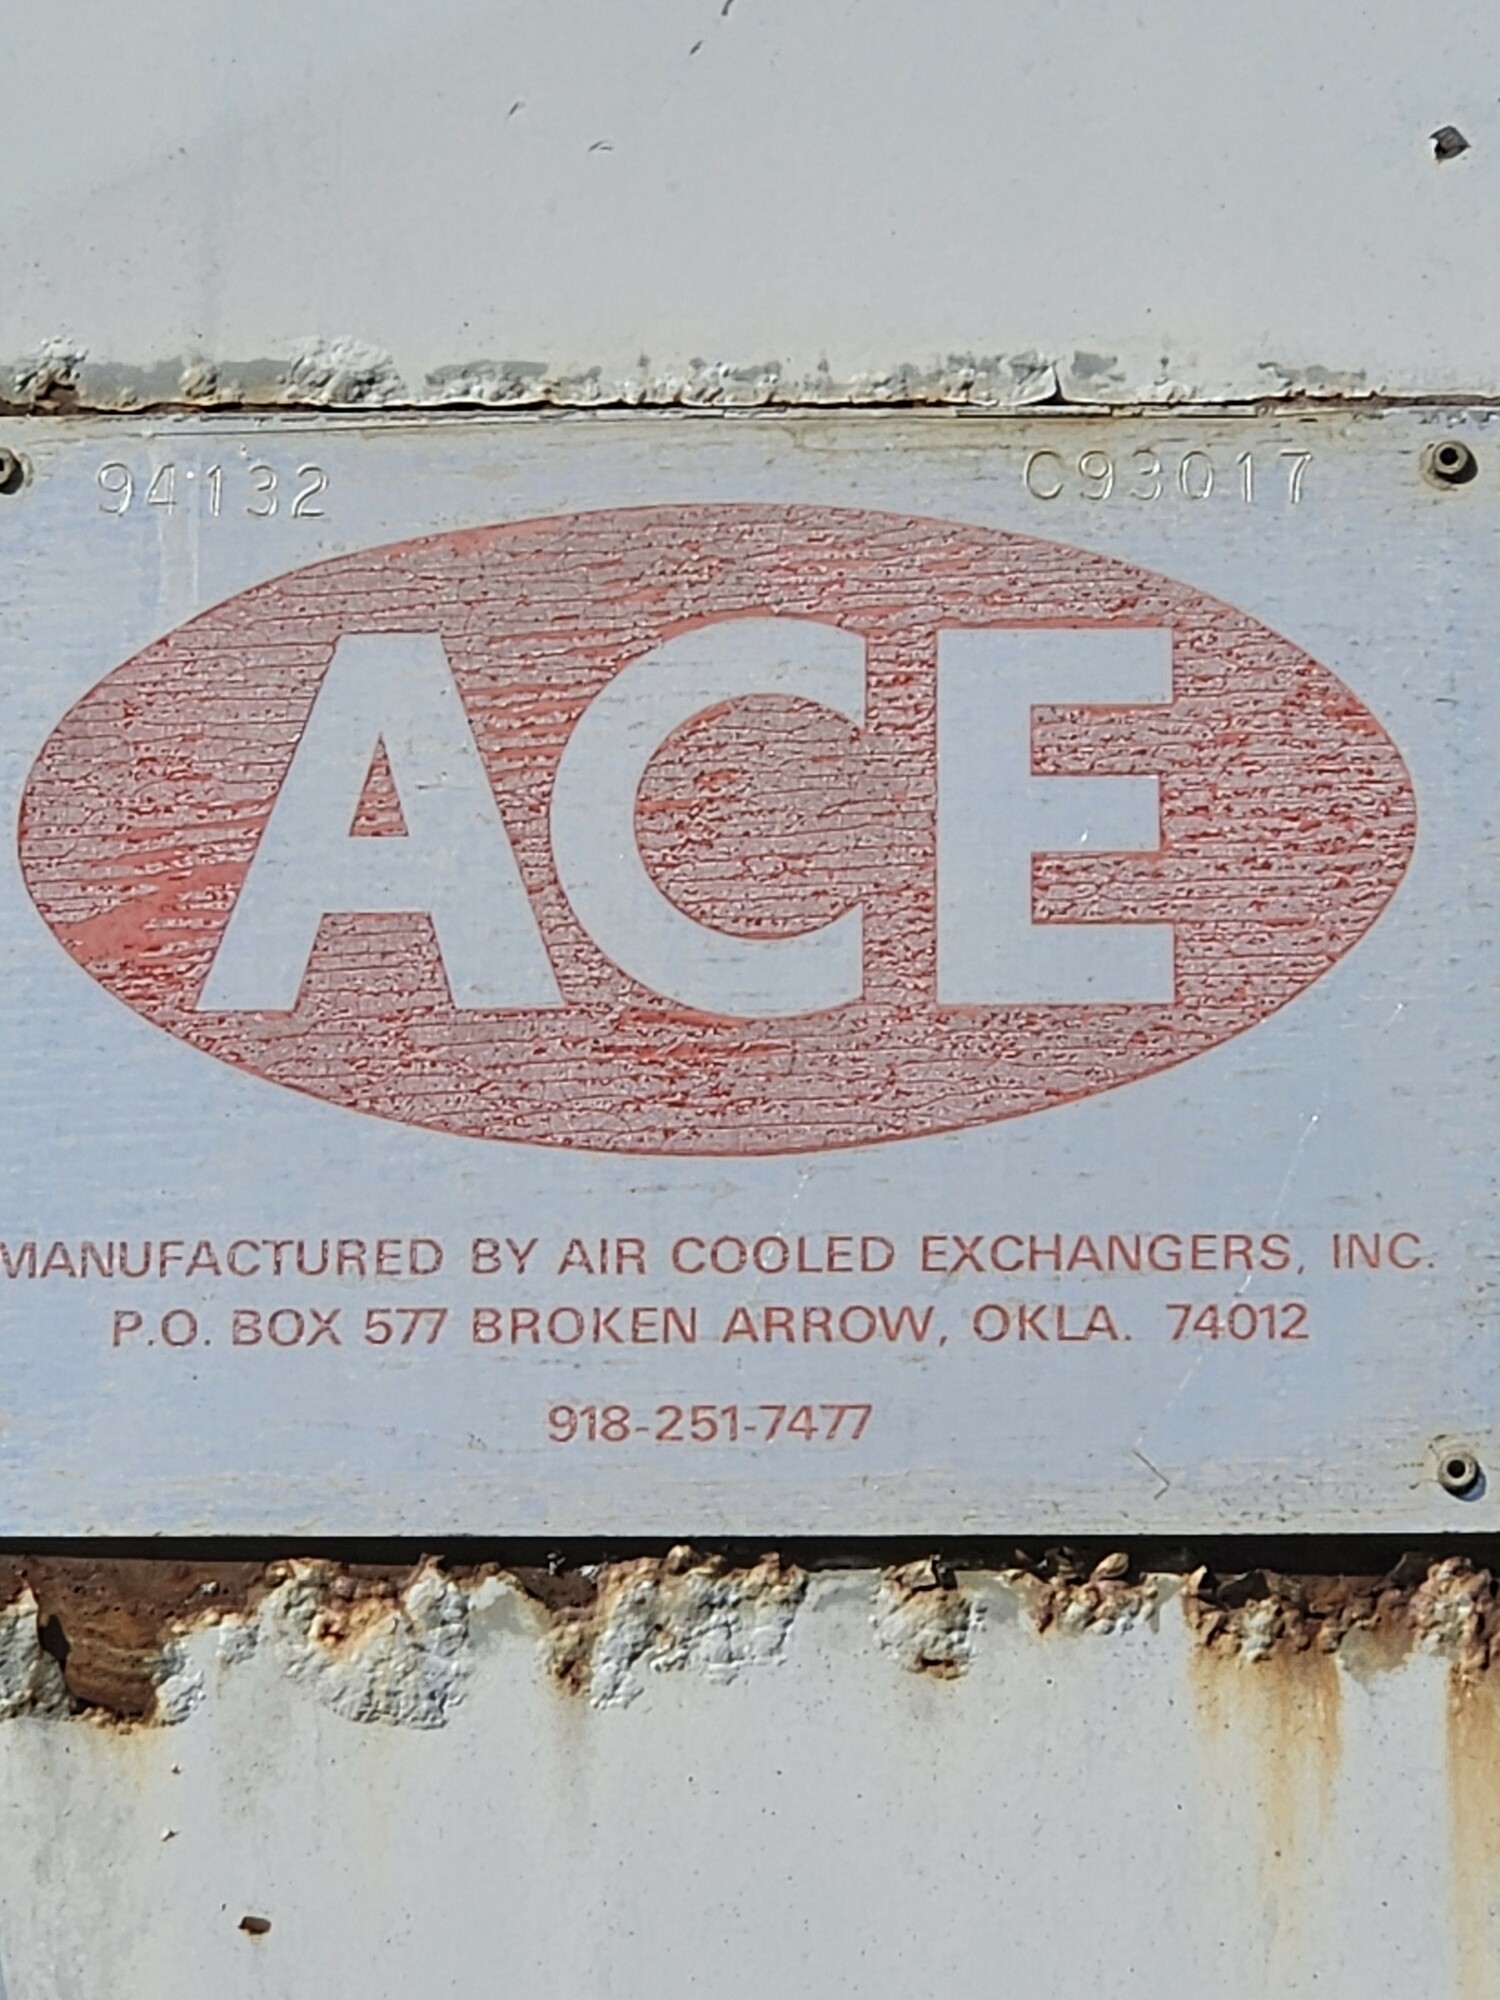 94132 C93017
ACE
MANUFACTURED BY AIR COOLED EXCHANGERS, INC.
P.O. BOX 577 BROKEN ARROW, OKLA. 74012
918-251-7477